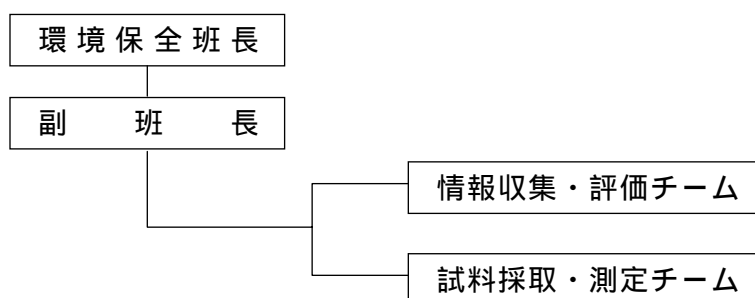 環境保全班長
副班長
情報収集・評価チーム
試料採取・測定チーム